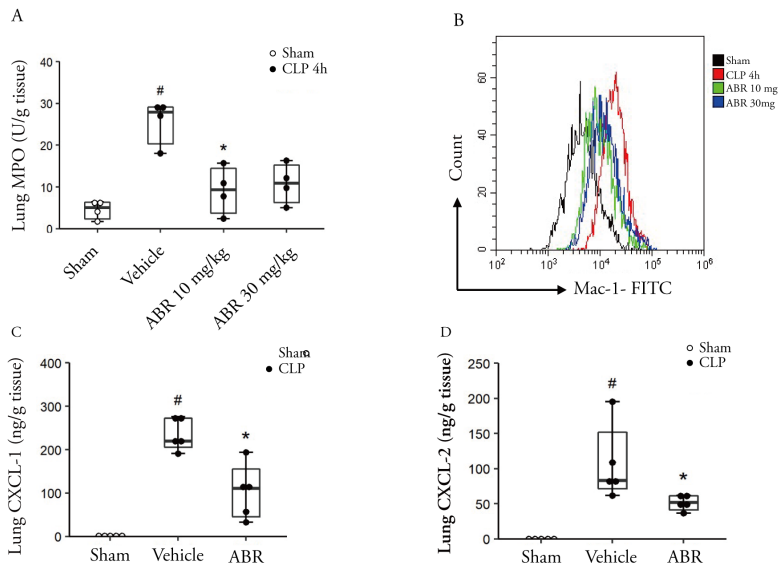 A
Sham
CLP 4h
Lung MPO (U/g tissue)
40
30
20
10
0
#
*
Sham
Vehicle
ABR 10 mg/kg
ABR 30 mg/kg
B
Sham
CLP 4h
ABR 10 mg
ABR 30mg
Count
60
40
20
0
10² 10³ 10⁴ 10⁵ 10⁶
Mac-1- FITC
C
Sham
CLP
Lung CXCL-1 (ng/g tissue)
400
300
200
100
0
#
*
Sham Vehicle ABR
D
Sham
CLP
Lung CXCL-2 (ng/g tissue)
250
200
150
100
50
0
#
*
Sham Vehicle ABR